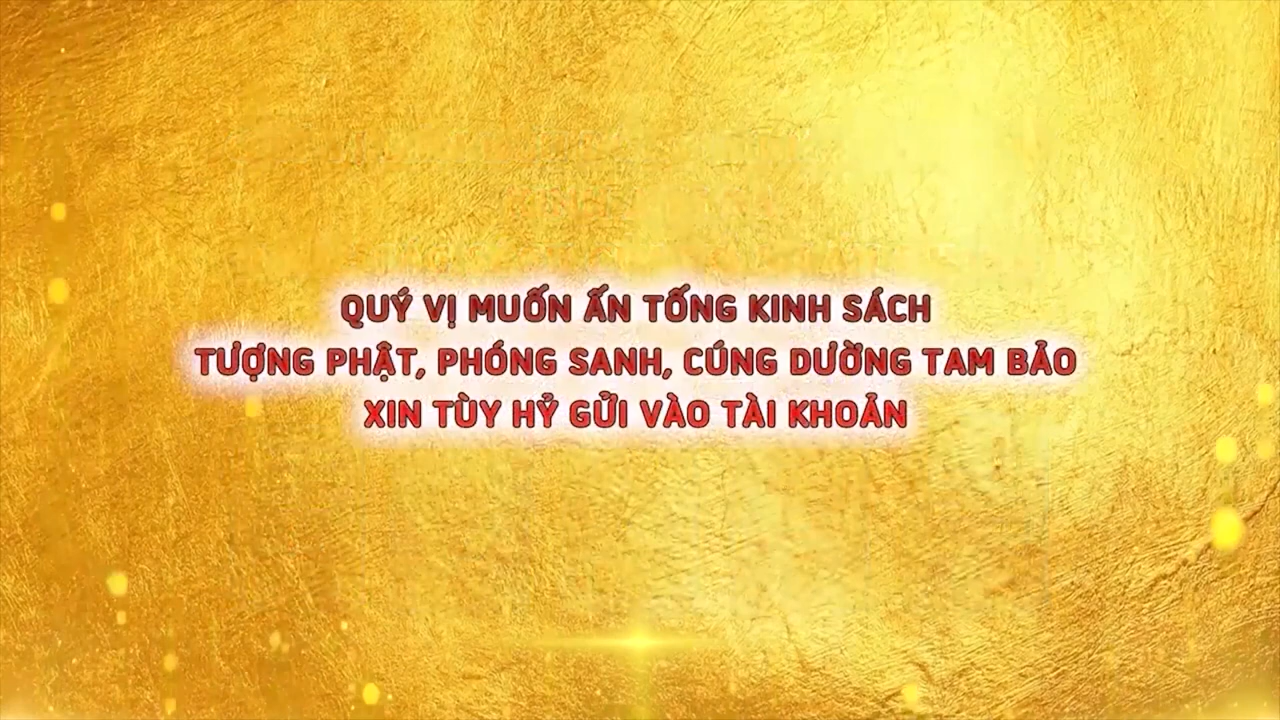 QUÝ VỊ MUỐN ẤN TỐNG KINH SÁCH
TƯỢNG PHẬT, PHÓNG SANH, CÚNG DƯỜNG TAM BẢO
XIN TÙY HỶ GỬI VÀO TÀI KHOẢN